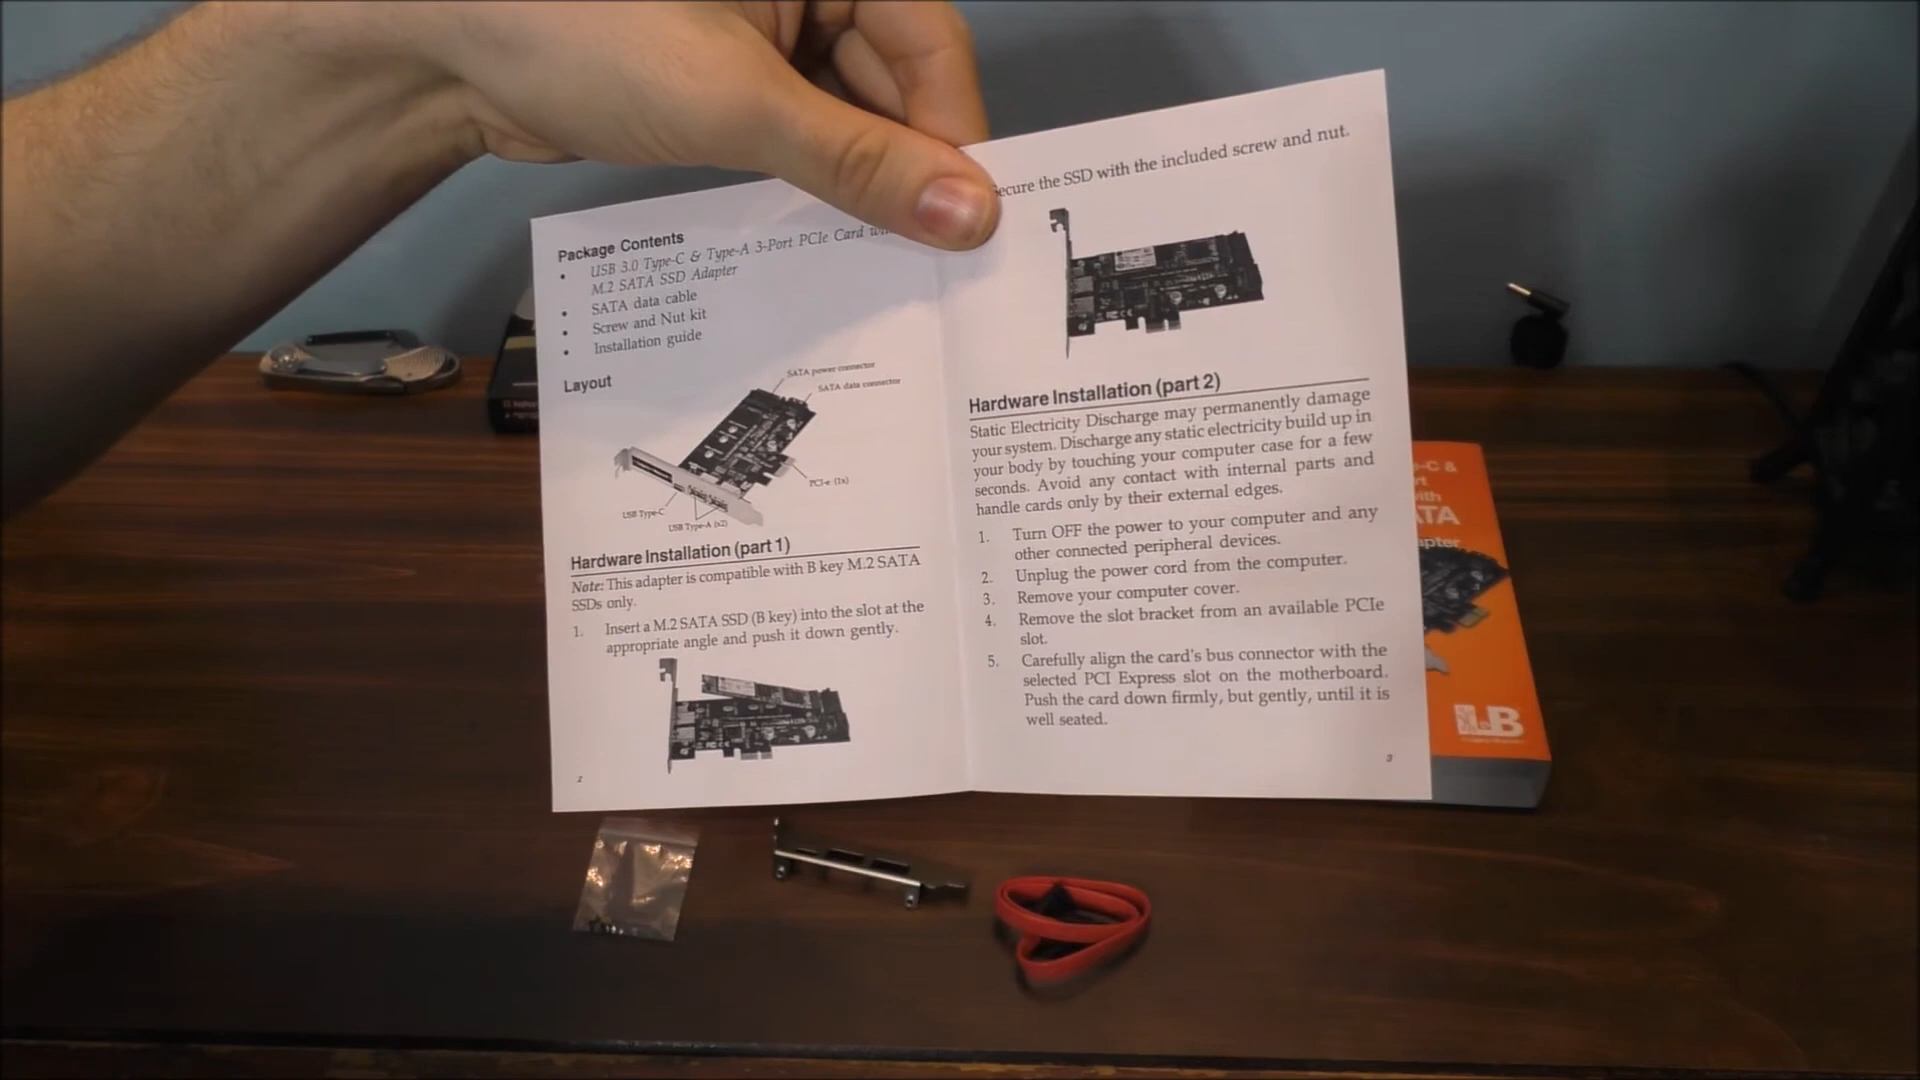 Package Contents
• USB 3.0 Type-C & Type-A 3-Port PCIe Card
M.2 SATA SSD Adapter
• SATA data cable
• Screw and Nut kit
• Installation guide
Layout
SATA power connector
SATA data connector
PCI-e (1x)
USB Type-C
USB Type-A (x2)
Hardware Installation (part 1)
Note: This adapter is compatible with B key M.2 SATA
SSDs only.
1. Insert a M.2 SATA SSD (B key) into the slot at the
appropriate angle and push it down gently.
2
ecure the SSD with the included screw and nut.
Hardware Installation (part 2)
Static Electricity Discharge may permanently damage
your system. Discharge any static electricity build up in
your body by touching your computer case for a few
seconds. Avoid any contact with internal parts and
handle cards only by their external edges.
1. Turn OFF the power to your computer and any
other connected peripheral devices.
2. Unplug the power cord from the computer.
3. Remove your computer cover.
4. Remove the slot bracket from an available PCIe
slot.
5. Carefully align the card's bus connector with the
selected PCI Express slot on the motherboard.
Push the card down firmly, but gently, until it is
well seated.
3
-C &
rt
ith
ATA
apter